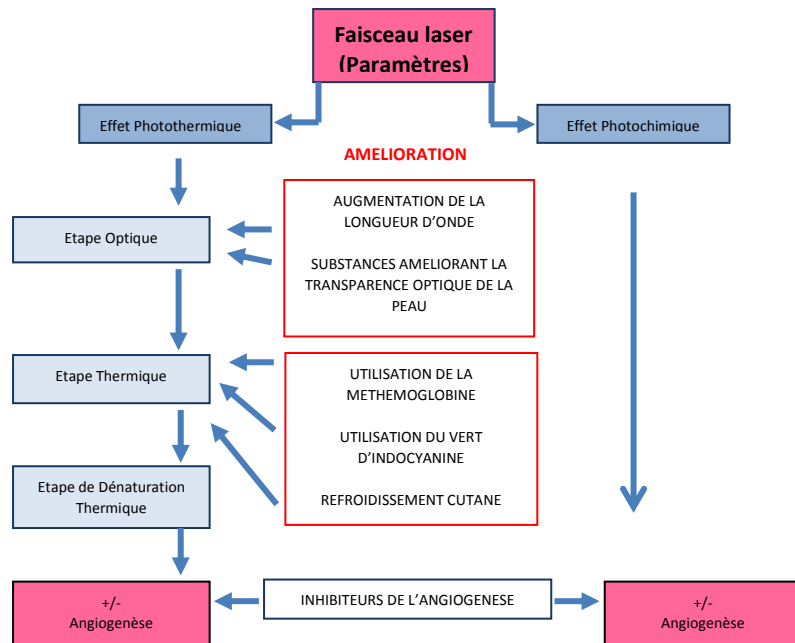 Faisceau laser
(Paramètres)
Effet Photothermique
Effet Photochimique
AMELIORATION
AUGMENTATION DE LA
LONGUEUR D’ONDE
SUBSTANCES AMELIORANT LA
TRANSPARENCE OPTIQUE DE LA
PEAU
Etape Optique
Etape Thermique
UTILISATION DE LA
METHEMOGLOBINE
UTILISATION DU VERT
D’INDOCYANINE
REFROIDISSEMENT CUTANE
Etape de Dénaturation
Thermique
+/-
Angiogenèse
INHIBITEURS DE L’ANGIOGENESE
+/-
Angiogenèse